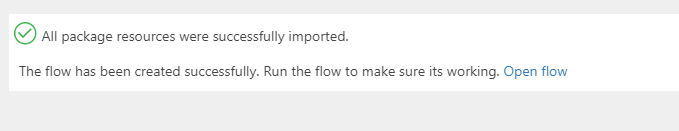 All package resources were successfully imported.
The flow has been created successfully. Run the flow to make sure its working. Open flow